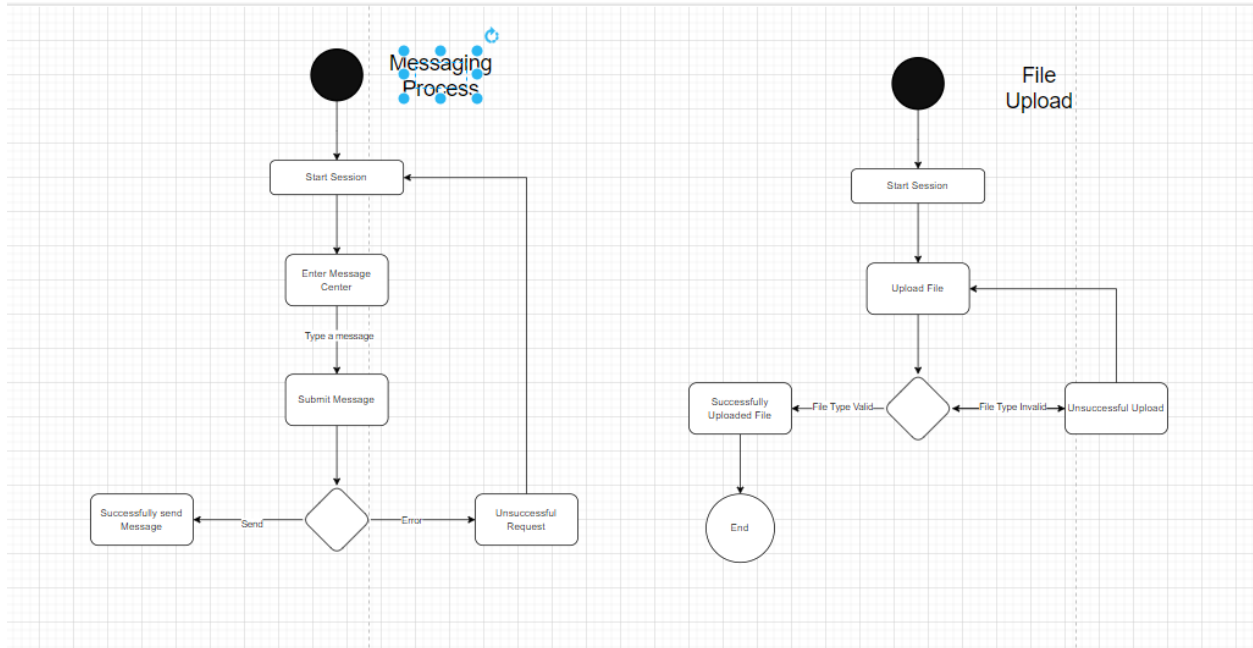 Messaging
Process
Start Session
Enter Message
Center
Type a message
Submit Message
Send
Error
Successfully send
Message
Unsuccessful
Request
File
Upload
Start Session
Upload File
File Type Valid
File Type Invalid
Successfully
Uploaded File
Unsuccessful Upload
End